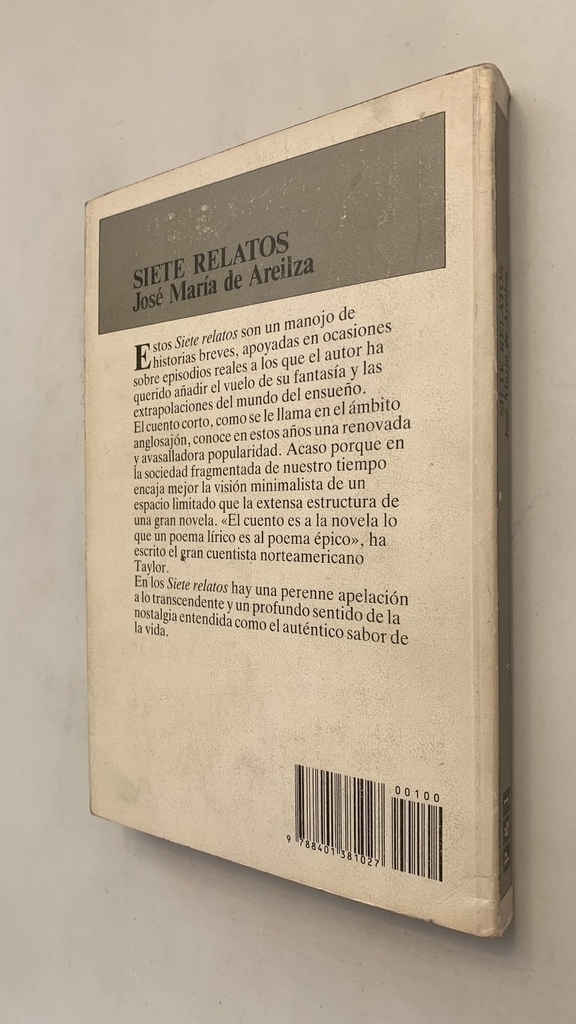 SIETE RELATOS
José María de Areilza
Estos Siete relatos son un manojo de
historias breves, apoyadas en ocasiones
sobre episodios reales a los que el autor ha
querido añadir el vuelo de su fantasía y las
extrapolaciones del mundo del ensueño.
El cuento corto, como se le llama en el ámbito
anglosajón, conoce en estos años una renovada
y avasalladora popularidad. Acaso porque en
la sociedad fragmentada de nuestro tiempo
encaja mejor la visión minimalista de un
espacio limitado que la extensa estructura de
una gran novela. «El cuento es a la novela lo
que un poema lírico es al poema épico», ha
escrito el gran cuentista norteamericano
Taylor.
En los Siete relatos hay una perenne apelación
a lo transcendente y un profundo sentido de la
nostalgia entendida como el auténtico sabor de
la vida.
00100
9 788401 381027
SIETE RELATOS
José María de Areilza